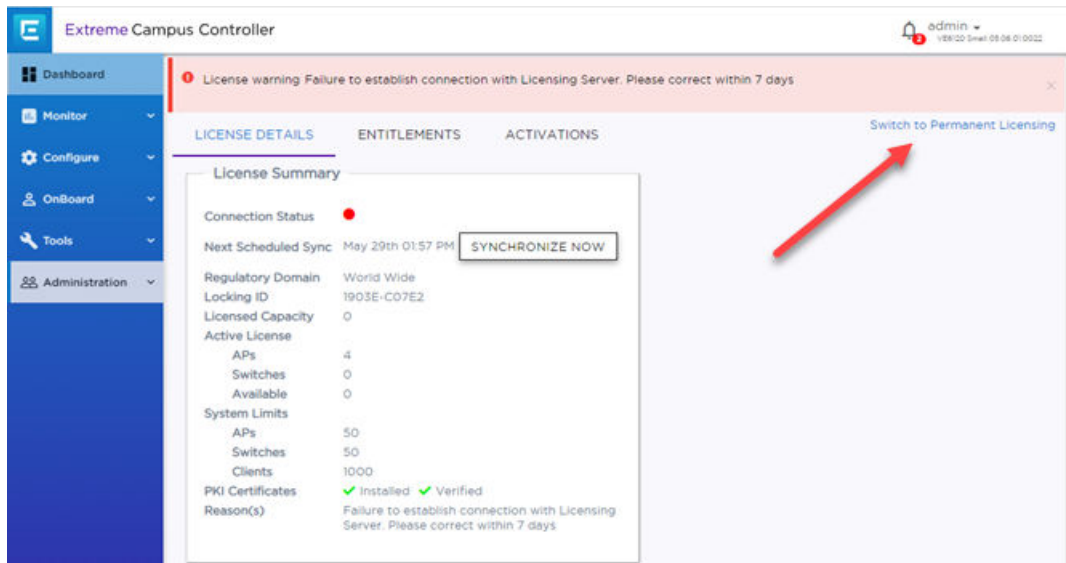 Extreme Campus Controller
admin
2
Dashboard
License warning Failure to establish connection with Licensing Server. Please correct within 7 days
Monitor
Switch to Permanent Licensing
LICENSE DETAILS ENTITLEMENTS ACTIVATIONS
Configure
License Summary
OnBoard
Connection Status
Tools
Next Scheduled Sync May 29th 01:57 PM SYNCHRONIZE NOW
Administration
Regulatory Domain World Wide
Locking ID 1903E-C07E2
Licensed Capacity 0
Active License
APs 4
Switches 0
Available 0
System Limits
APs 50
Switches 50
Clients 1000
PKI Certificates Installed Verified
Reason(s) Failure to establish connection with Licensing
Server. Please correct within 7 days